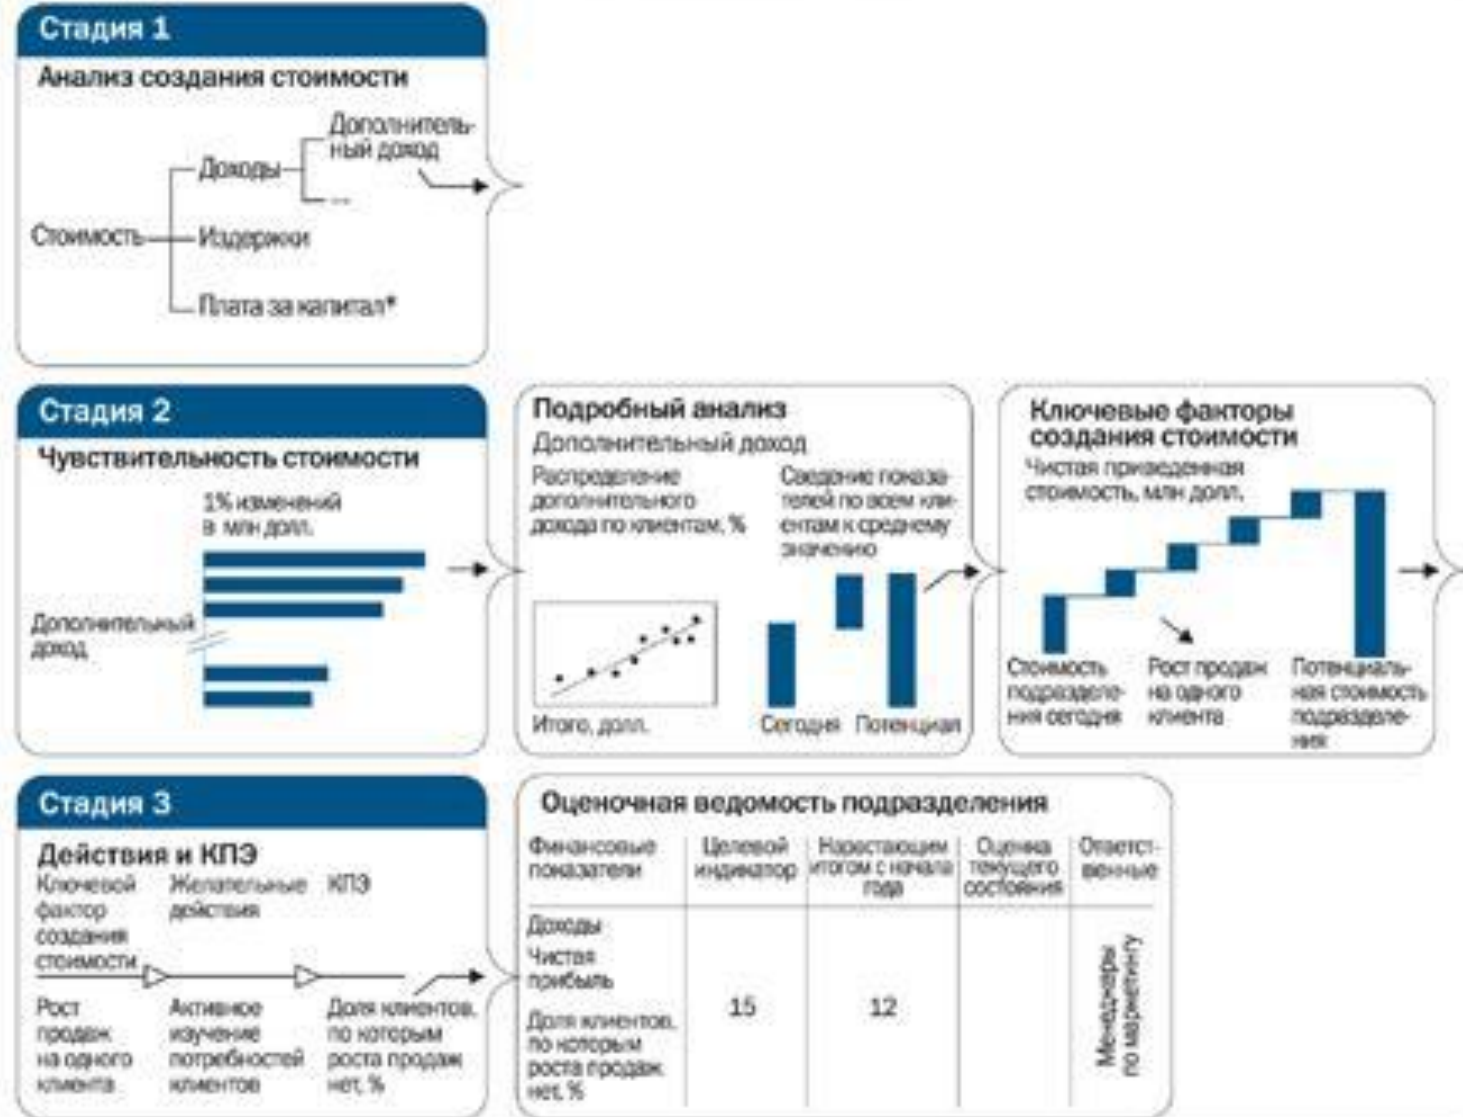 Стадия 1
Анализ создания стоимости
Дополнитель-
ный доход
Доходы
...
Стоимость
Издержки
Плата за капитал*
Стадия 2
Чувствительность стоимости
1% изменений
в млн долл.
Дополнительный
доход
Подробный анализ
Дополнительный доход
Распределение
дополнительного
дохода по клиентам, %
Итого, долл.
Сведение показа-
телей по всем кли-
ентам к среднему
значению
Сегодня
Потенциал
Ключевые факторы
создания стоимости
Чистая приведенная
стоимость, млн долл.
Стоимость
подразделе-
ния сегодня
Рост продаж
на одного
клиента
Потенциаль-
ная стоимость
подразделе-
ния
Стадия 3
Действия и КПЭ
Ключевой
фактор
создания
стоимости
Желательные
действия
КПЭ
Рост
продаж
на одного
клиента
Активное
изучение
потребностей
клиентов
Доля клиентов,
по которым
роста продаж
нет, %
Оценочная ведомость подразделения
Финансовые
показатели
Целевой
индикатор
Нарастающим
итогом с начала
года
Оценка
текущего
состояния
Ответст-
венные
Доходы
Чистая
прибыль
Доля клиентов,
по которым
роста продаж
нет, %
15
12
Менеджеры
по маркетингу